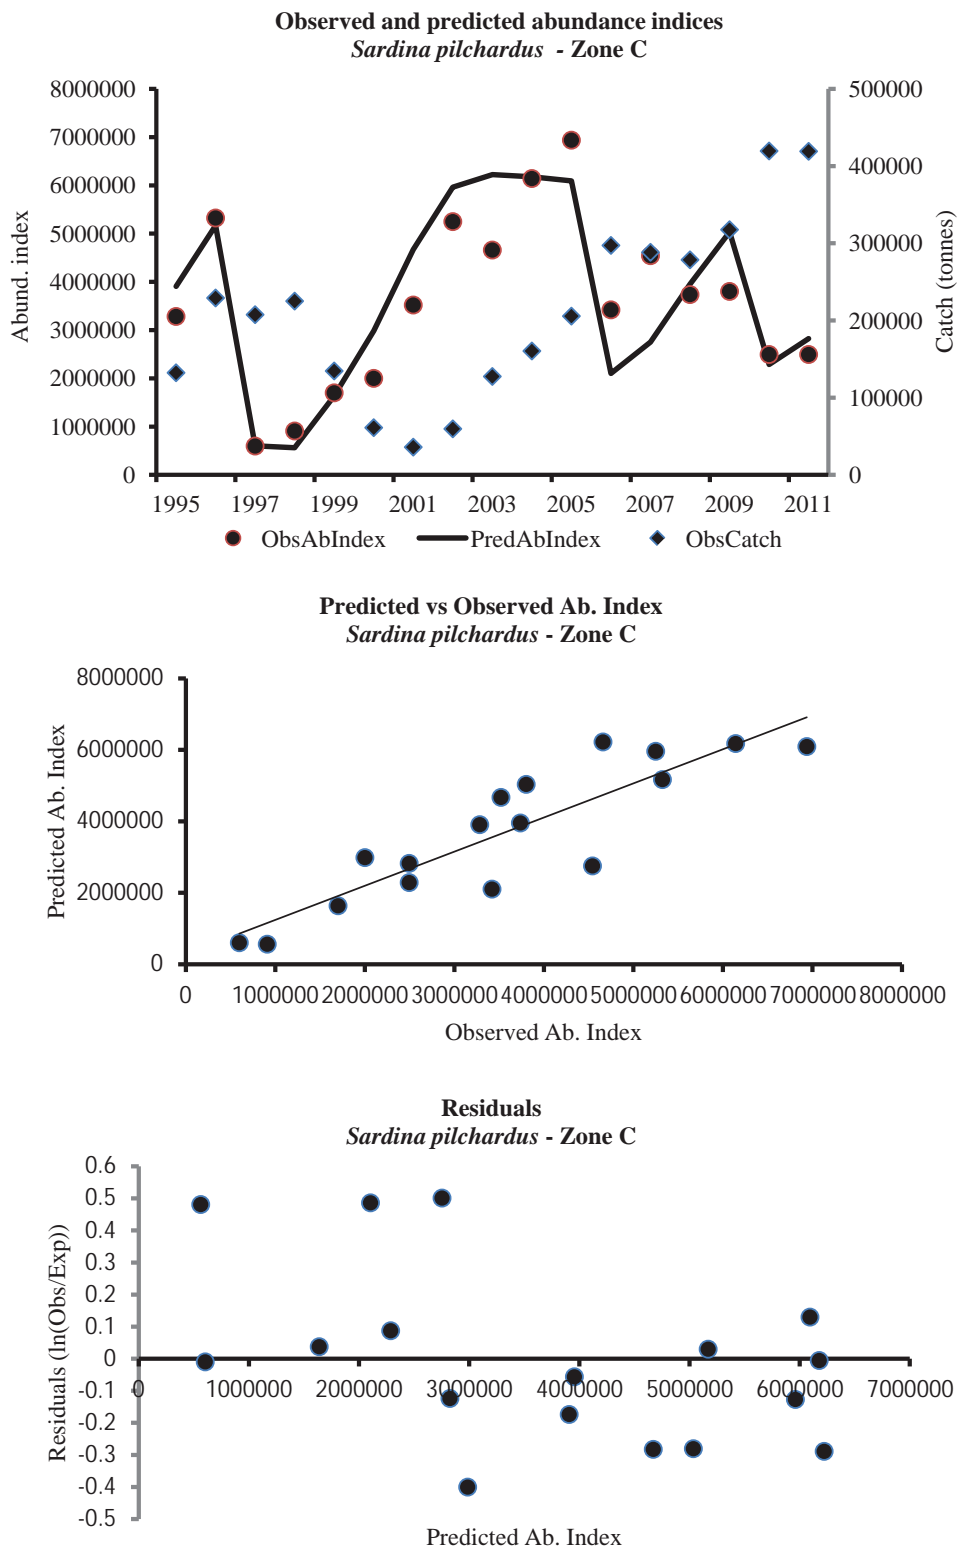 Observed and predicted abundance indices
Sardina pilchardus - Zone C
8000000
7000000
6000000
5000000
4000000
3000000
2000000
1000000
0
Abund. index
500000
400000
300000
200000
100000
0
Catch (tonnes)
1995 1997 1999 2001 2003 2005 2007 2009 2011
ObsAbIndex PredAbIndex ObsCatch
Predicted vs Observed Ab. Index
Sardina pilchardus - Zone C
8000000
6000000
4000000
2000000
0
Predicted Ab. Index
0 1000000 2000000 3000000 4000000 5000000 6000000 7000000 8000000
Observed Ab. Index
Residuals
Sardina pilchardus - Zone C
0.6
0.5
0.4
0.3
0.2
0.1
0
-0.1
-0.2
-0.3
-0.4
-0.5
Residuals (ln(Obs/Exp))
0 1000000 2000000 3000000 4000000 5000000 6000000 7000000
Predicted Ab. Index